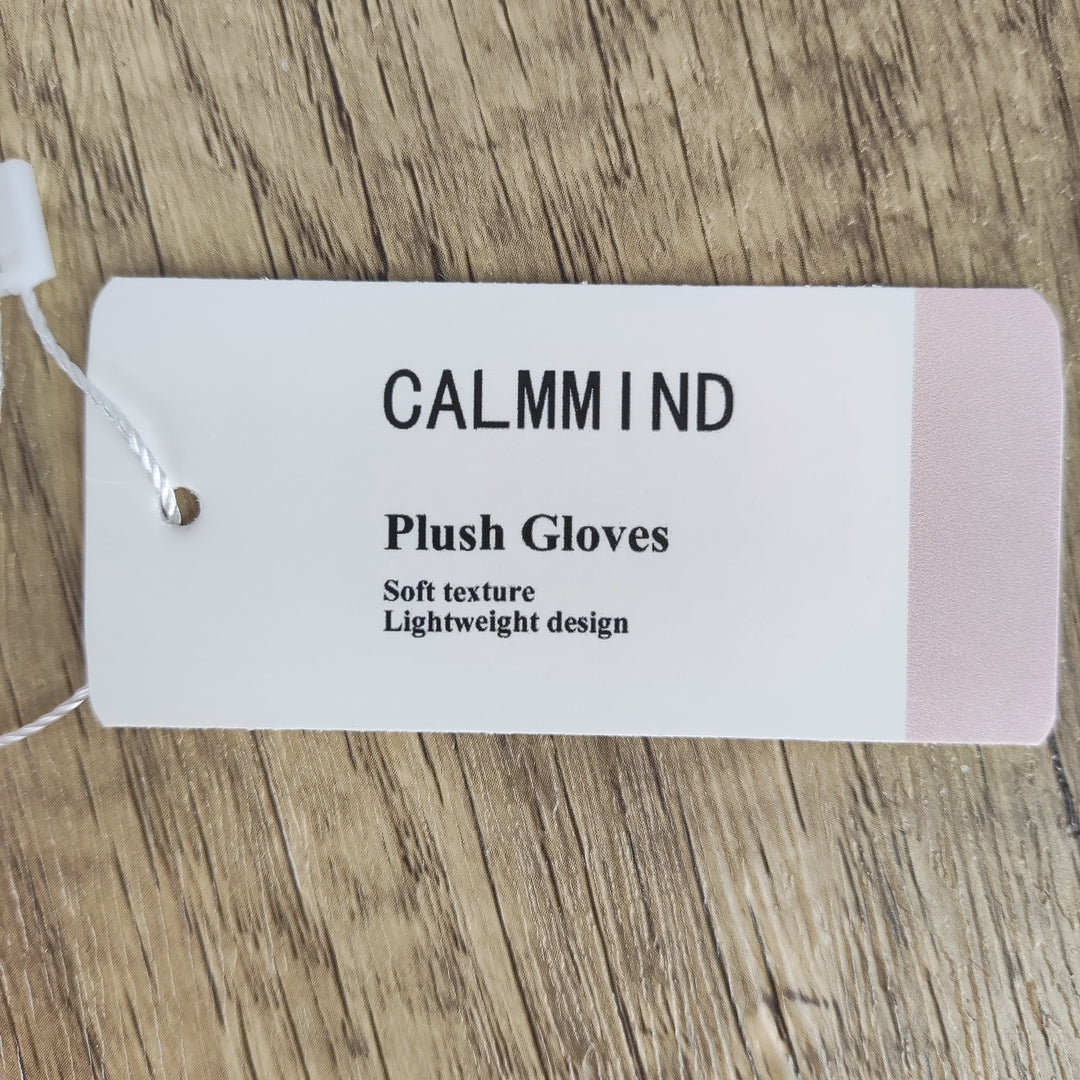 CALMMIND
Plush Gloves
Soft texture
Lightweight design